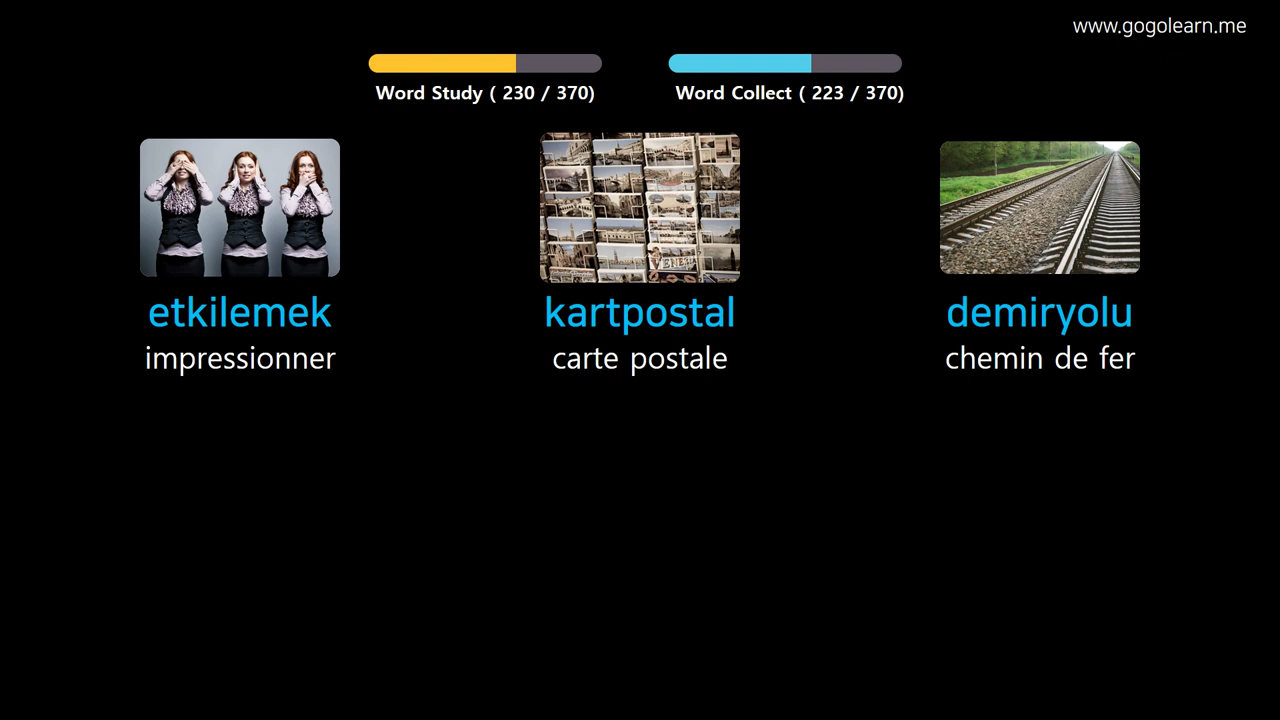 www.gogolearn.me
Word Study ( 230 / 370)
Word Collect ( 223 / 370)
etkilemek
impressionner
kartpostal
carte postale
demiryolu
chemin de fer